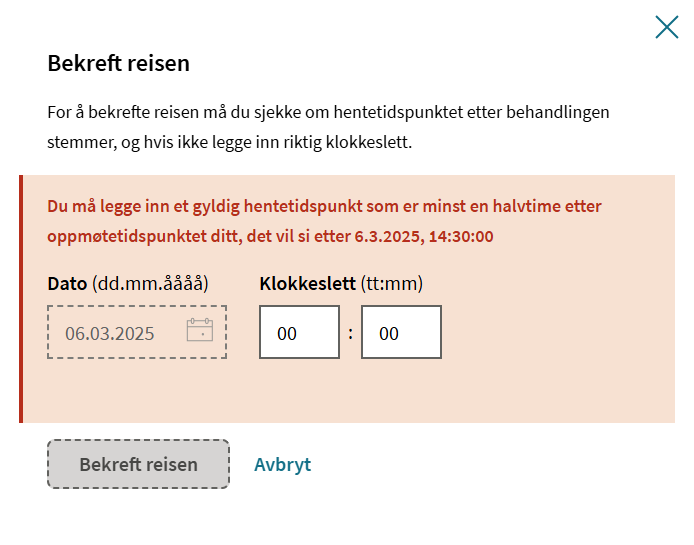 Bekreft reisen
For å bekrefte reisen må du sjekke om hentetidspunktet etter behandlingen
stemmer, og hvis ikke legge inn riktig klokkeslett.
Du må legge inn et gyldig hentetidspunkt som er minst en halvtime etter
oppmøtetidspunktet ditt, det vil si etter 6.3.2025, 14:30:00
Dato (dd.mm.åååå) Klokkeslett (tt:mm)
06.03.2025 00 : 00
Bekreft reisen Avbryt